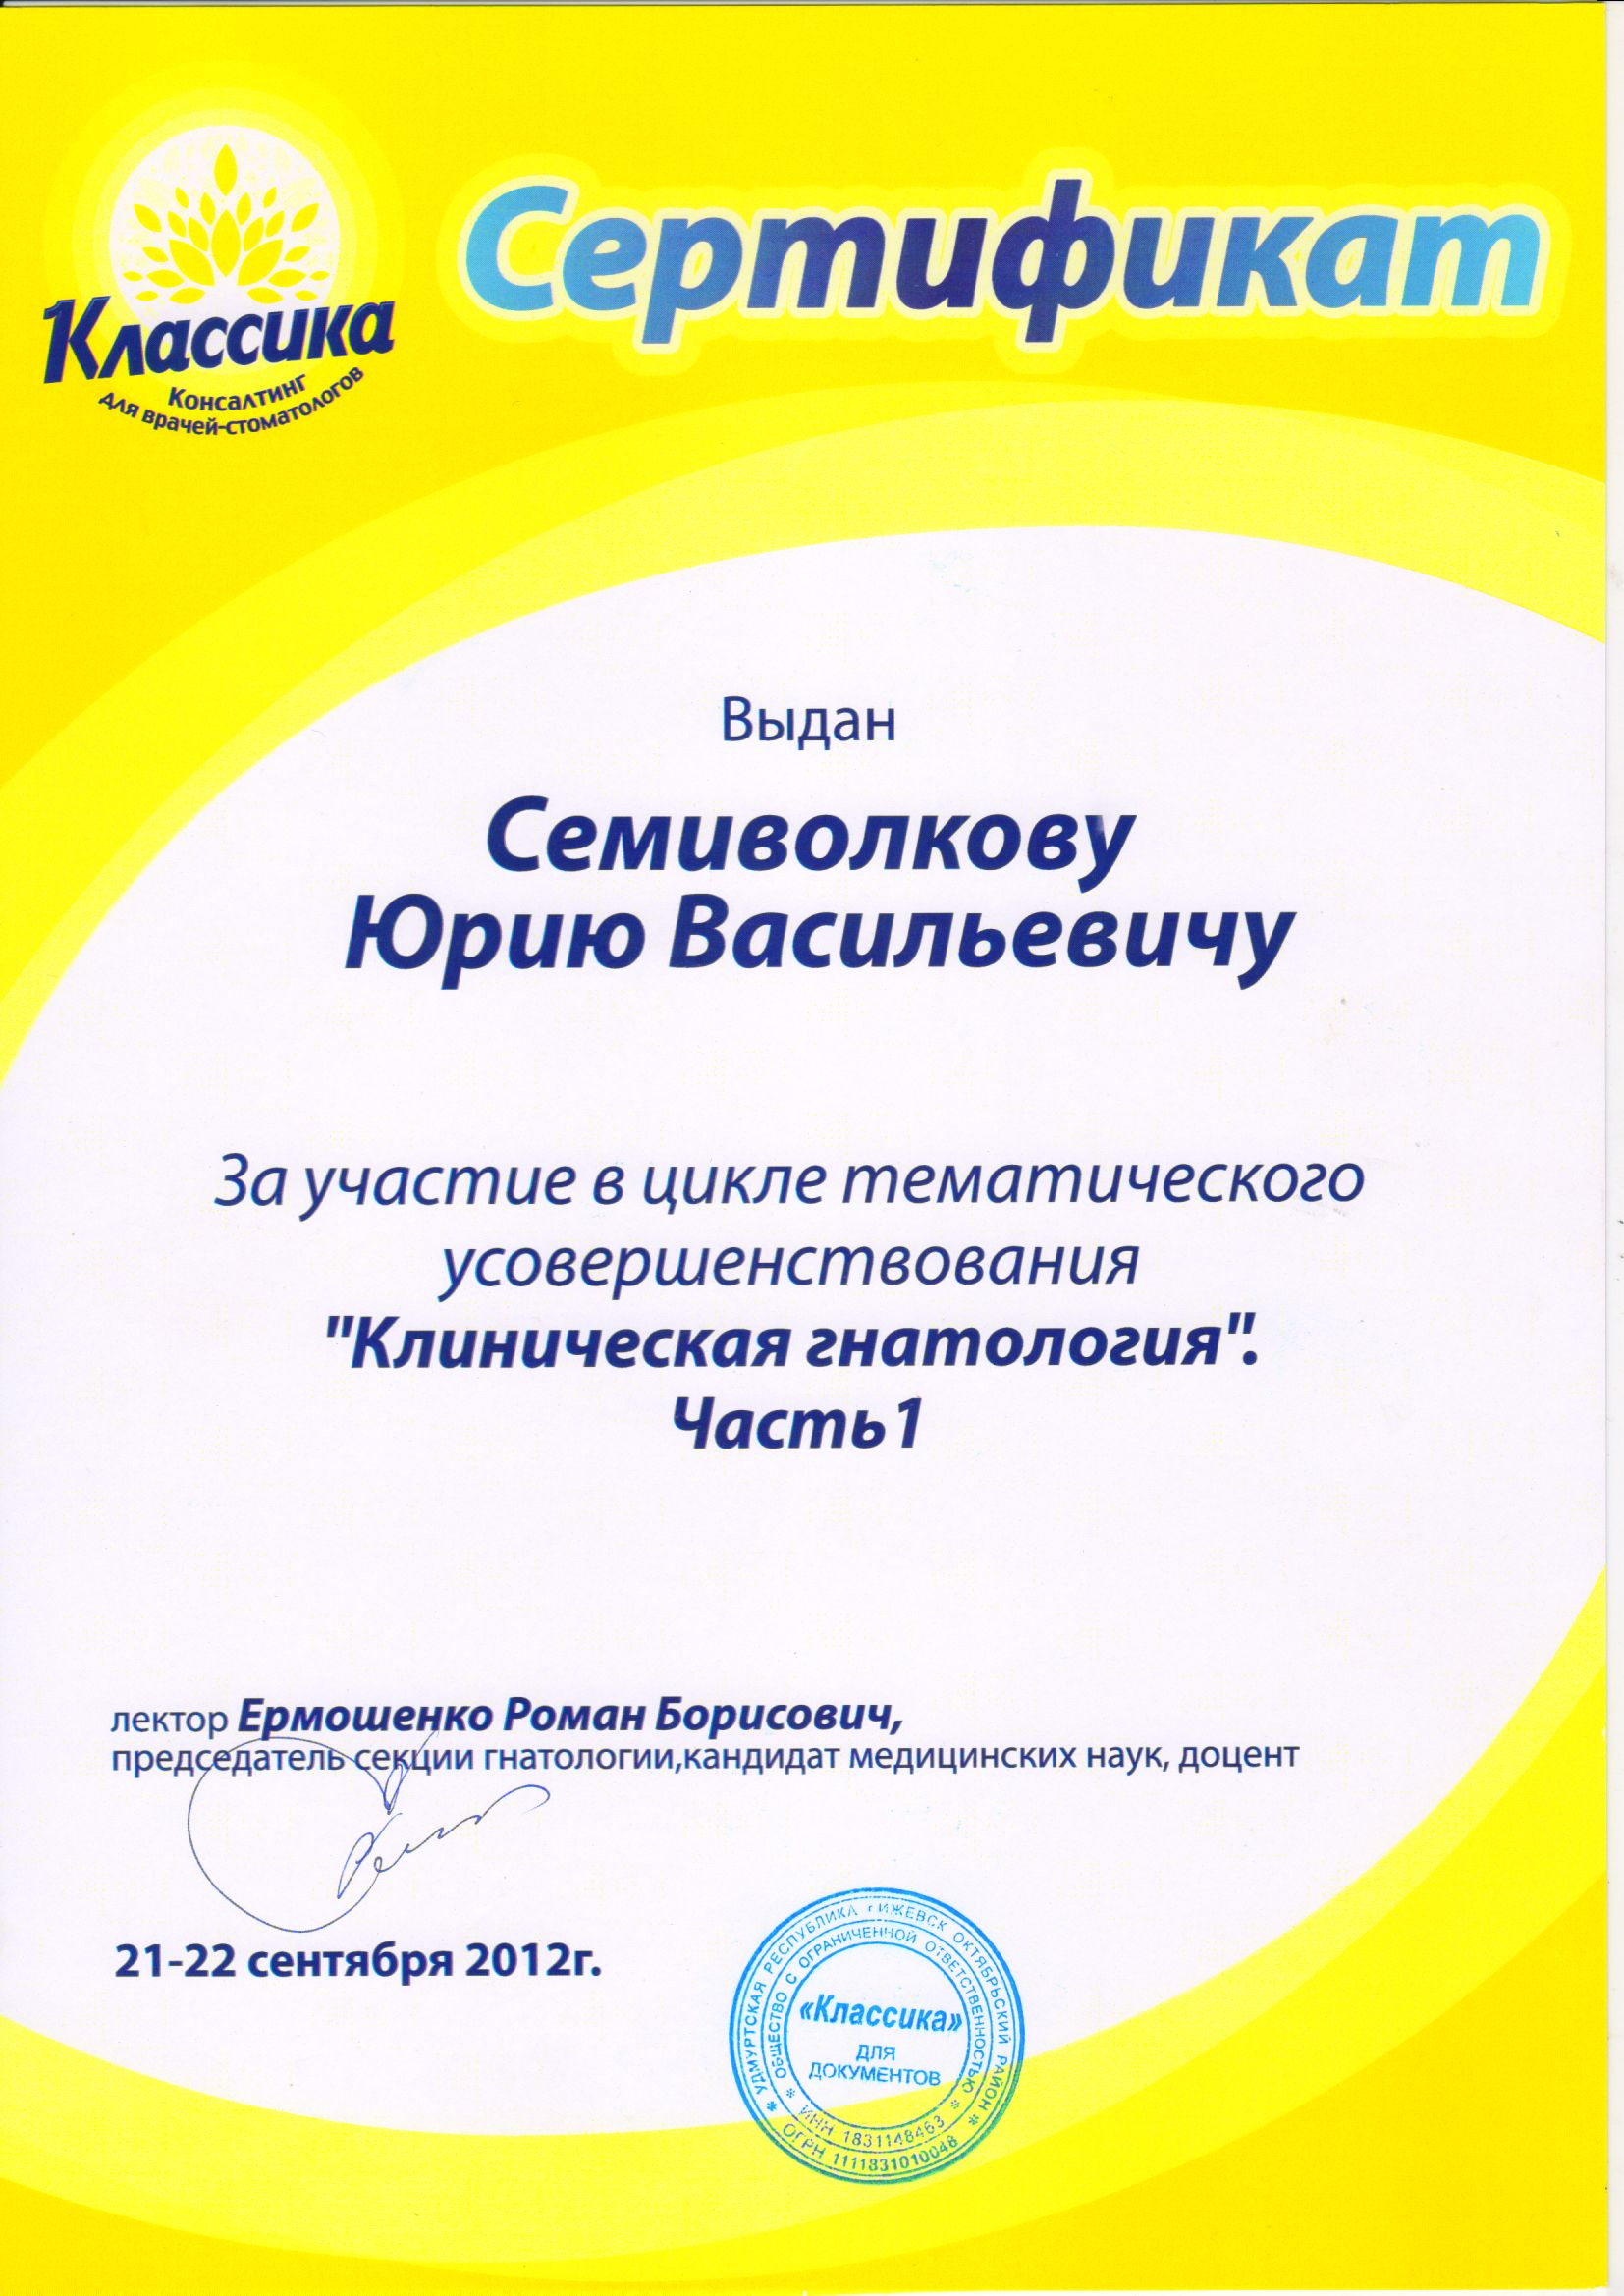 Классика
Консалтинг
для врачей-стоматологов
Сертификат
Выдан
Семиволкову
Юрию Васильевичу
За участие в цикле тематического
усовершенствования
"Клиническая гнатология".
Часть1
лектор Ермошенко Роман Борисович,
председатель секции гнатологии,кандидат медицинских наук, доцент
21-22 сентября 2012г.
УДМУРТСКАЯ РЕСПУБЛИКА г ИЖЕВСК ОКТЯБРЬСКИЙ РАЙОН
ОБЩЕСТВО С ОГРАНИЧЕННОЙ ОТВЕТСТВЕННОСТЬЮ
«Классика»
ДЛЯ
ДОКУМЕНТОВ
ИНН 1831148463
ОГРН 1111831010048